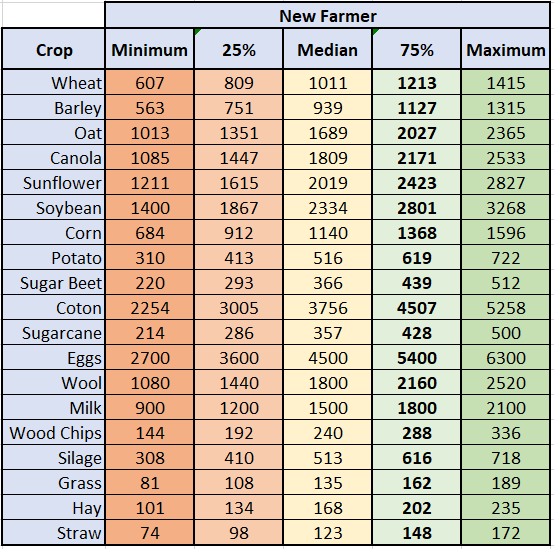 New Farmer
Crop Minimum 25% Median 75% Maximum
Wheat 607 809 1011 1213 1415
Barley 563 751 939 1127 1315
Oat 1013 1351 1689 2027 2365
Canola 1085 1447 1809 2171 2533
Sunflower 1211 1615 2019 2423 2827
Soybean 1400 1867 2334 2801 3268
Corn 684 912 1140 1368 1596
Potato 310 413 516 619 722
Sugar Beet 220 293 366 439 512
Coton 2254 3005 3756 4507 5258
Sugarcane 214 286 357 428 500
Eggs 2700 3600 4500 5400 6300
Wool 1080 1440 1800 2160 2520
Milk 900 1200 1500 1800 2100
Wood Chips 144 192 240 288 336
Silage 308 410 513 616 718
Grass 81 108 135 162 189
Hay 101 134 168 202 235
Straw 74 98 123 148 172